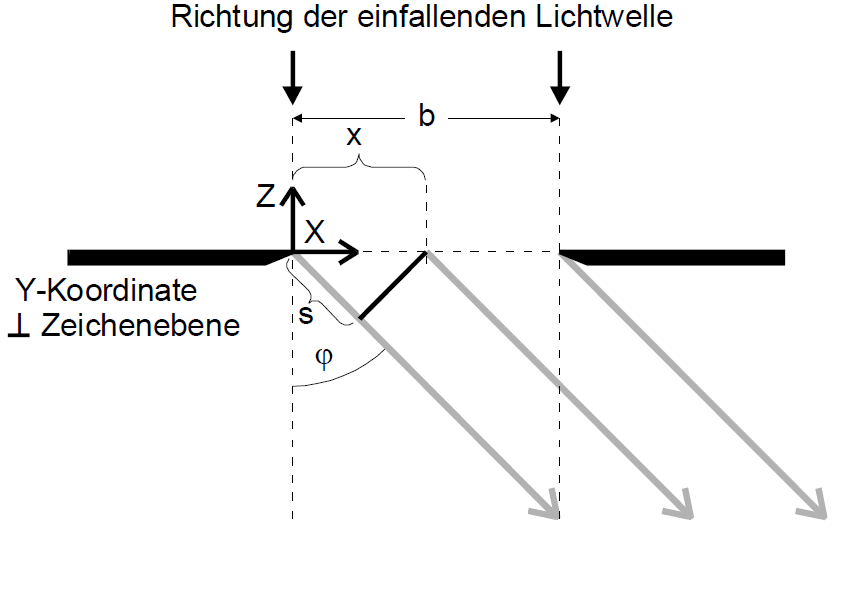 Richtung der einfallenden Lichtwelle
b
x
Z
X
Y-Koordinate
⊥ Zeichenebene
s
φ